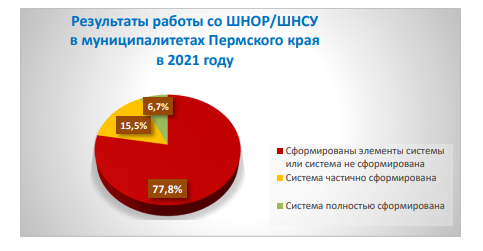 Результаты работы со ШНОР/ШНСУ
в муниципалитетах Пермского края
в 2021 году
6,7%
15,5%
77,8%
Сформированы элементы системы
или система не сформирована
Система частично сформирована
Система полностью сформирована